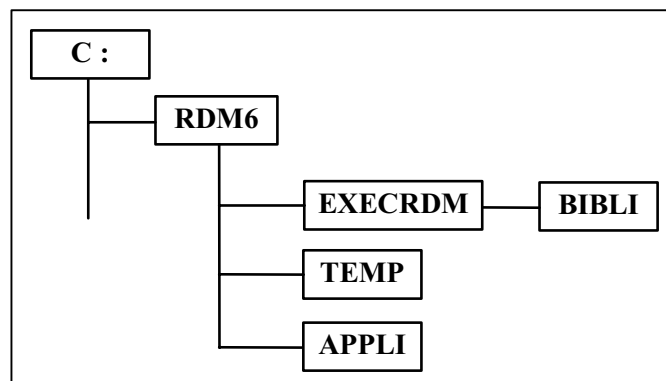 C :
RDM6
EXECRDM
BIBLI
TEMP
APPLI